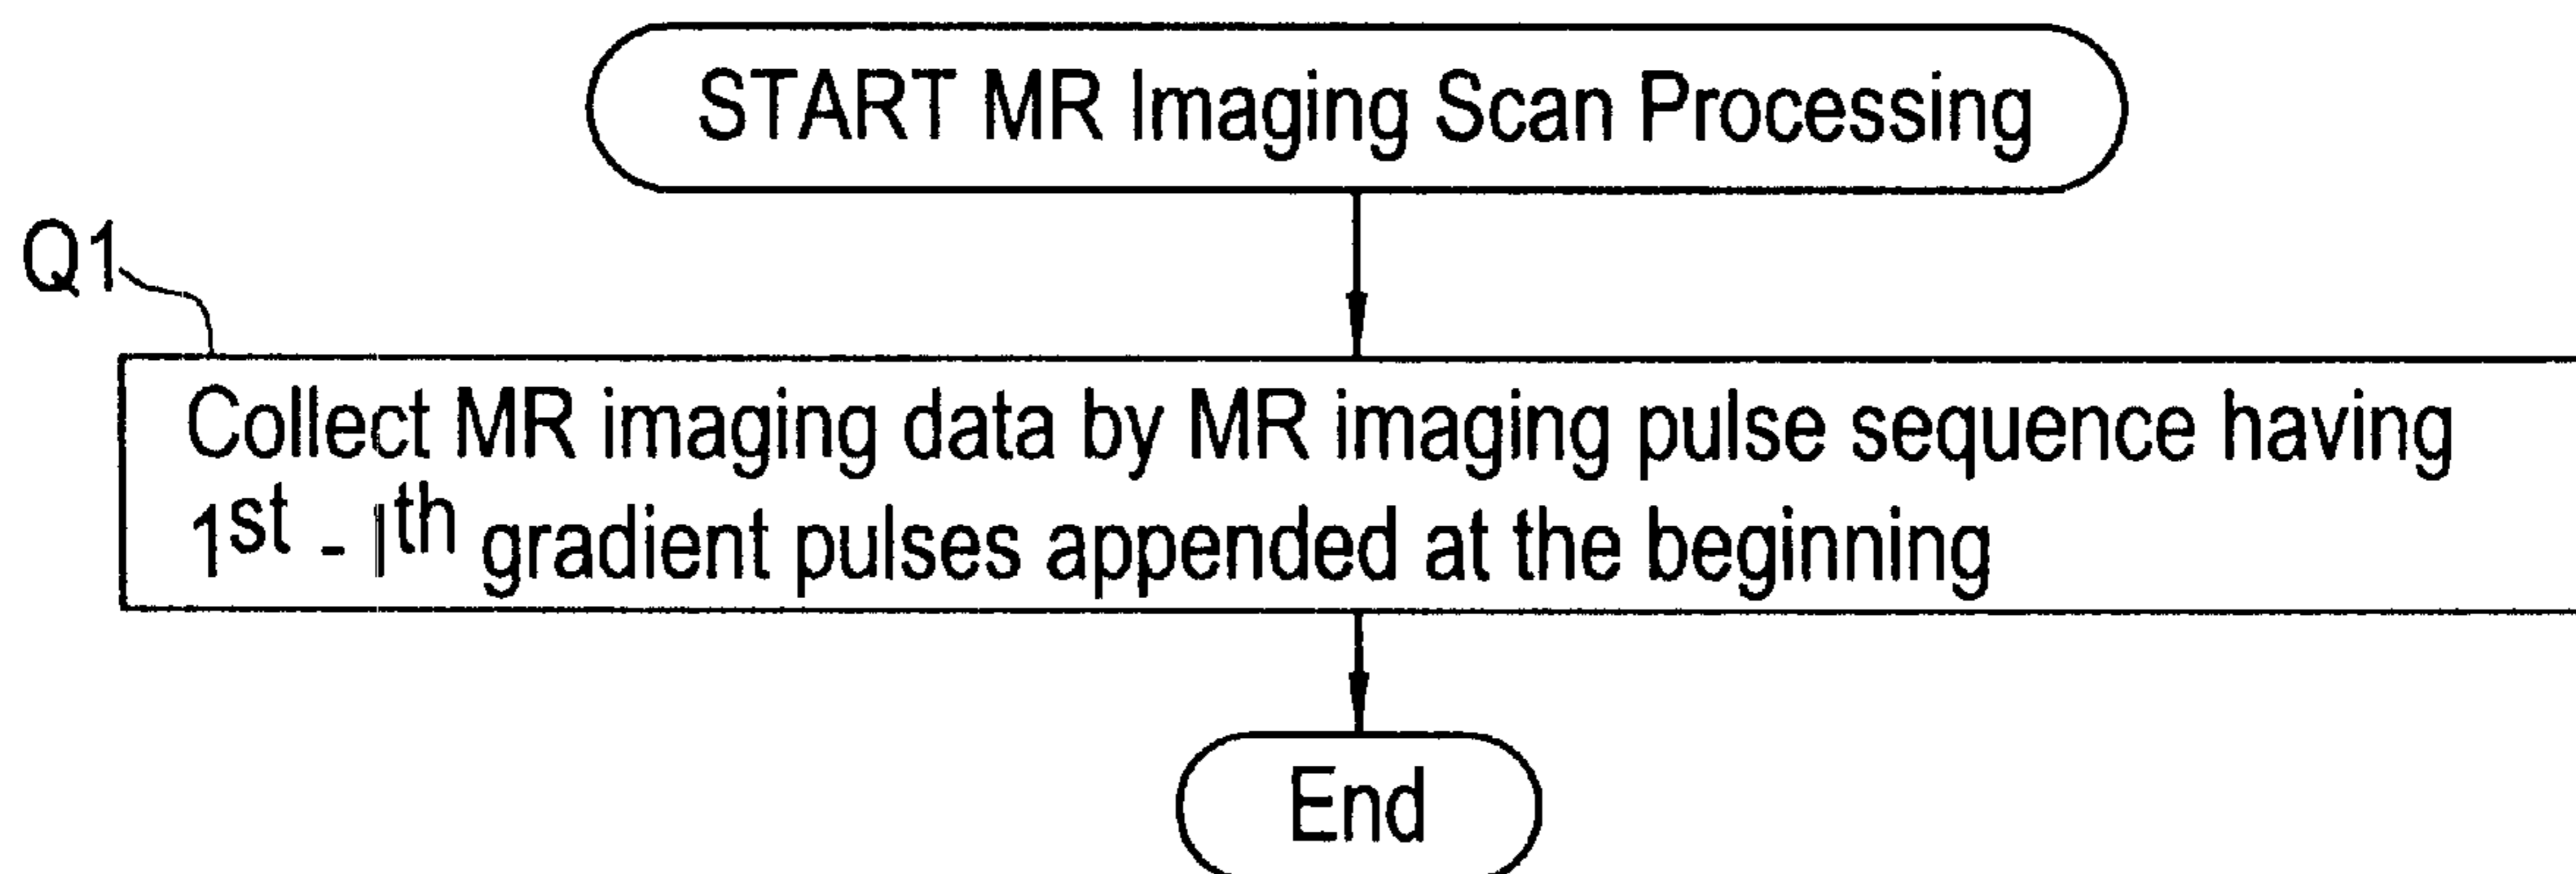 START MR Imaging Scan Processing
Q1
Collect MR imaging data by MR imaging pulse sequence having
1st - Ith gradient pulses appended at the beginning
End